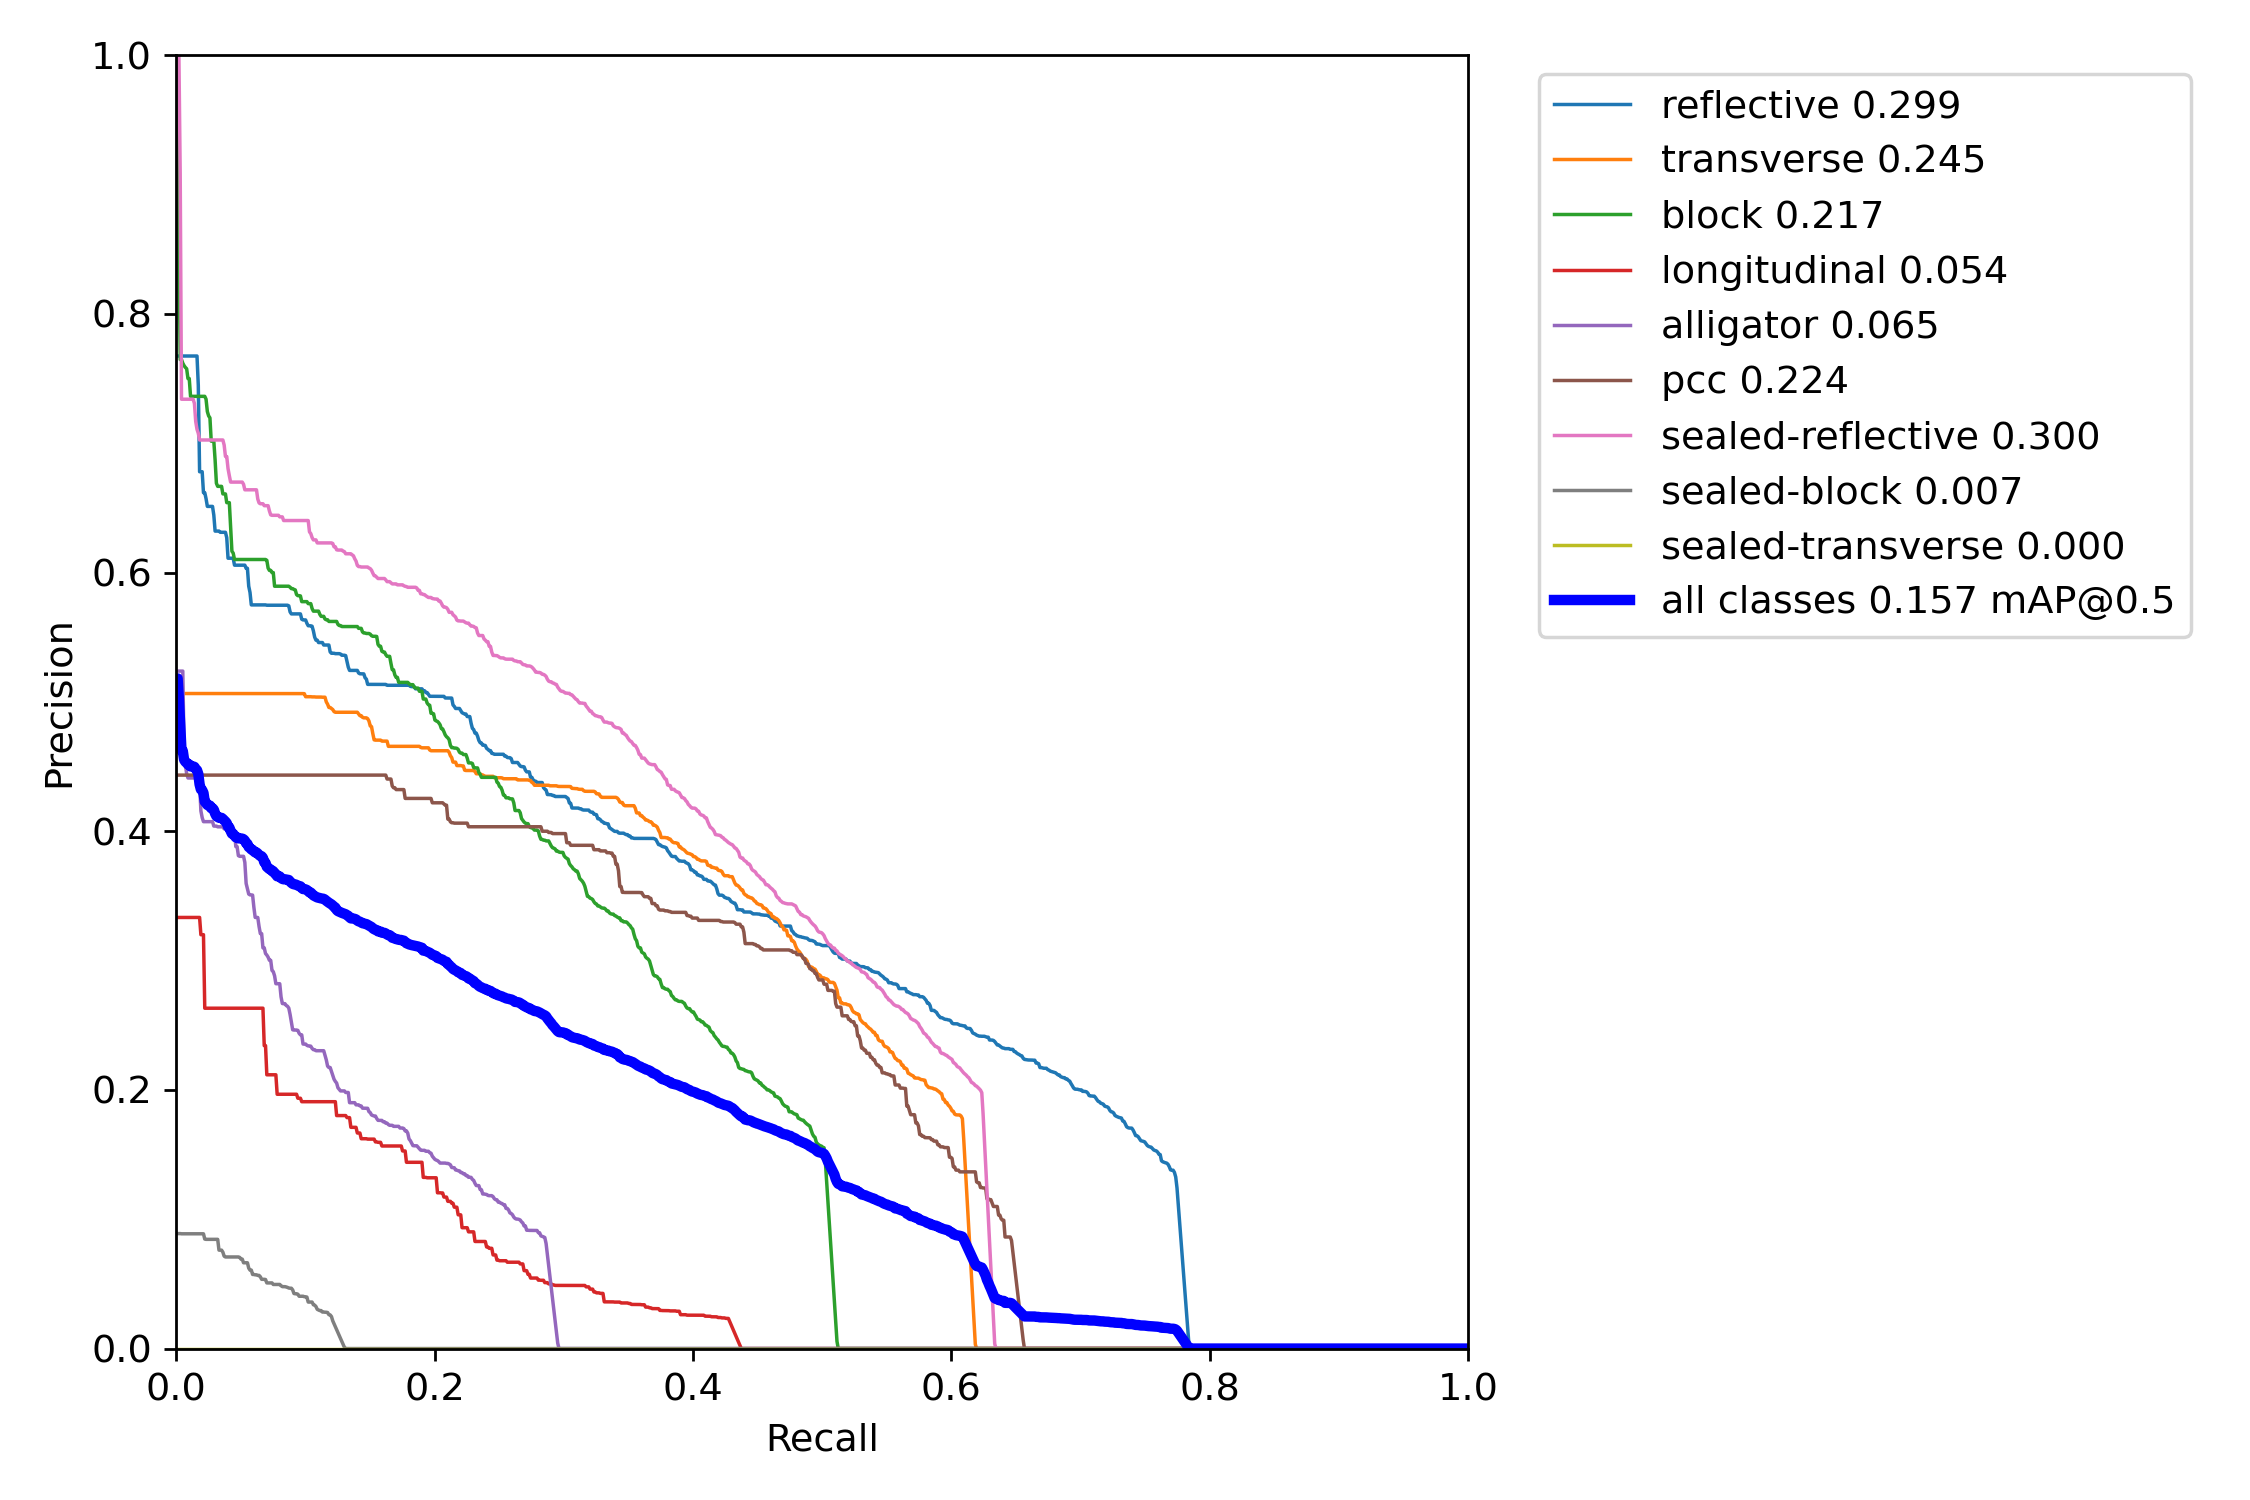 1.0
0.8
0.6
0.4
0.2
0.0
Precision
0.0 0.2 0.4 0.6 0.8 1.0
Recall
reflective 0.299
transverse 0.245
block 0.217
longitudinal 0.054
alligator 0.065
pcc 0.224
sealed-reflective 0.300
sealed-block 0.007
sealed-transverse 0.000
all classes 0.157 mAP@0.5